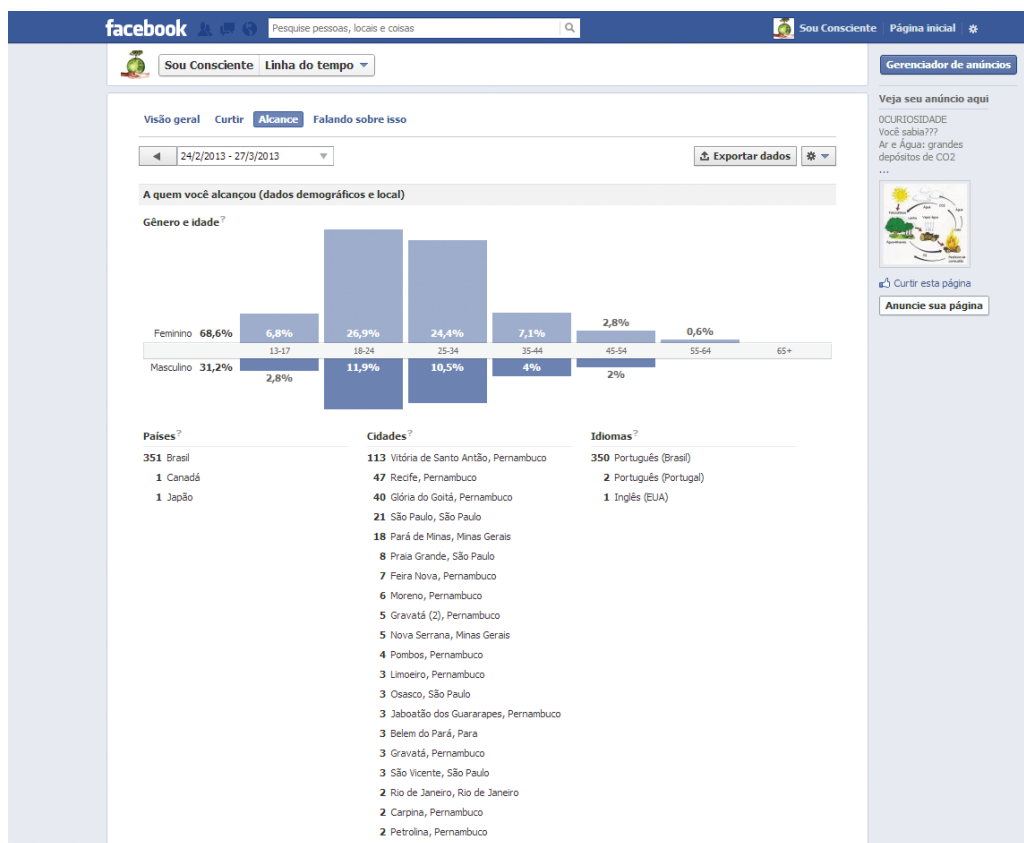 facebook
Pesquise pessoas, locais e coisas
Sou Consciente Página inicial
Sou Consciente Linha do tempo
Gerenciador de anúncios
Visão geral Curtir Alcance Falando sobre isso
24/2/2013 - 27/3/2013
Exportar dados
A quem você alcançou (dados demográficos e local)
Gênero e idade?
Feminino 68,6% 6,8% 26,9% 24,4% 7,1% 2,8% 0,6%
13-17 18-24 25-34 35-44 45-54 55-64 65+
Masculino 31,2% 2,8% 11,9% 10,5% 4% 2%
Países?
351 Brasil
1 Canadá
1 Japão
Cidades?
113 Vitória de Santo Antão, Pernambuco
47 Recife, Pernambuco
40 Glória do Goitá, Pernambuco
21 São Paulo, São Paulo
18 Pará de Minas, Minas Gerais
8 Praia Grande, São Paulo
7 Feira Nova, Pernambuco
6 Moreno, Pernambuco
5 Gravatá (2), Pernambuco
5 Nova Serrana, Minas Gerais
4 Pombos, Pernambuco
3 Limoeiro, Pernambuco
3 Osasco, São Paulo
3 Jaboatão dos Guararapes, Pernambuco
3 Belem do Pará, Para
3 Gravatá, Pernambuco
3 São Vicente, São Paulo
2 Rio de Janeiro, Rio de Janeiro
2 Carpina, Pernambuco
2 Petrolina, Pernambuco
Idiomas?
350 Português (Brasil)
2 Português (Portugal)
1 Inglês (EUA)
Veja seu anúncio aqui
0CURIOSIDADE
Você sabia???
Ar e Água: grandes
depósitos de CO2
...
Curtir esta página
Anuncie sua página